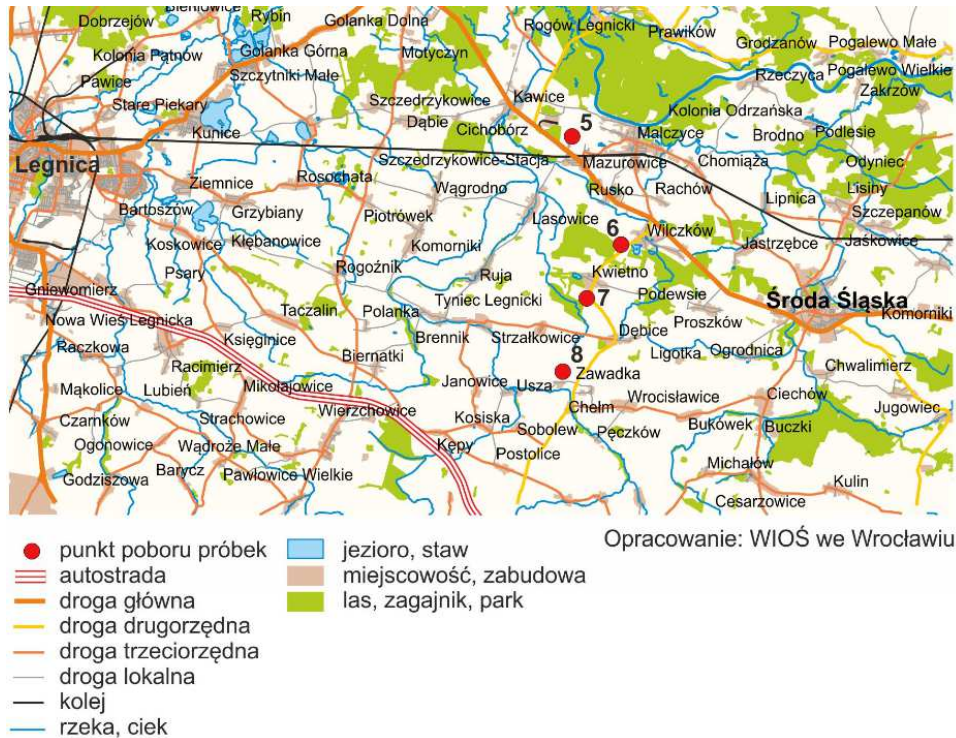 Bieniowice
Rybin
Golanka Dolna
Rogów Legnicki
Prawików
Dobrzejów
Kolonia Pątnów
Golanka Górna
Motyczyn
Grodzanów
Pogalewo Małe
Pawice
Szczytniki Małe
Rzeczyca
Pogalewo Wielkie
Stare Piekary
Szczedrzykowice
Kawice
Zakrzów
Kunice
Dąbie
Cichobórz
5
Kolonia Odrzańska
Malczyce
Brodno
Podlesie
Legnica
Szczedrzykowice-Stacja
Mazurowice
Chomiąża
Odyniec
Ziemnice
Rosochata
Wągrodno
Rusko
Rachów
Lipnica
Lisiny
Bartoszów
Grzybiany
Piotrówek
Lasowice
Szczepanów
Koskowice
Kłębanowice
Komorniki
6
Wilczków
Jastrzębce
Jaśkowice
Psary
Rogoźnik
Ruja
Kwietno
Gniewomierz
Taczalin
Tyniec Legnicki
7
Podewsie
Środa Śląska
Nowa Wieś Legnicka
Polanka
Proszków
Komorniki
Raczkowa
Księginice
Brennik
Strzałkowice
Dębice
Biernatki
8
Ligotka
Ogrodnica
Racimierz
Zawadka
Chwalimierz
Mąkolice
Lubień
Mikołajowice
Janowice
Usza
Wrocisławice
Ciechów
Czarnków
Strachowice
Wierzchowice
Kosiska
Chełm
Jugowiec
Ogonowice
Wądroże Małe
Sobolew
Pęczków
Bukówek
Buczki
Kępy
Godziszowa
Barycz
Pawłowice Wielkie
Postolice
Michałów
Kulin
Cesarzowice
punkt poboru próbek
autostrada
droga główna
droga drugorzędna
droga trzeciorzędna
droga lokalna
kolej
rzeka, ciek
jezioro, staw
miejscowość, zabudowa
las, zagajnik, park
Opracowanie: WIOŚ we Wrocławiu